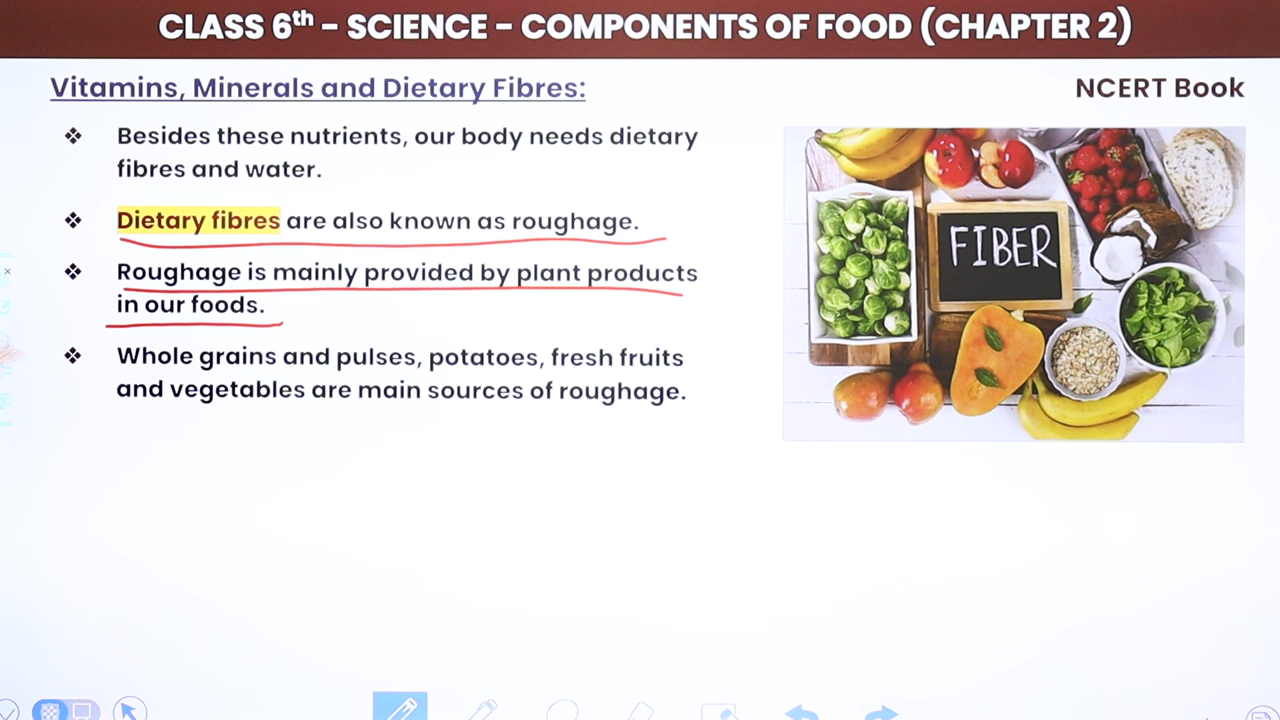 CLASS 6th - SCIENCE - COMPONENTS OF FOOD (CHAPTER 2)
Vitamins, Minerals and Dietary Fibres:
NCERT Book
❖ Besides these nutrients, our body needs dietary
fibres and water.
❖ Dietary fibres are also known as roughage.
❖ Roughage is mainly provided by plant products
in our foods.
❖ Whole grains and pulses, potatoes, fresh fruits
and vegetables are main sources of roughage.
FIBER